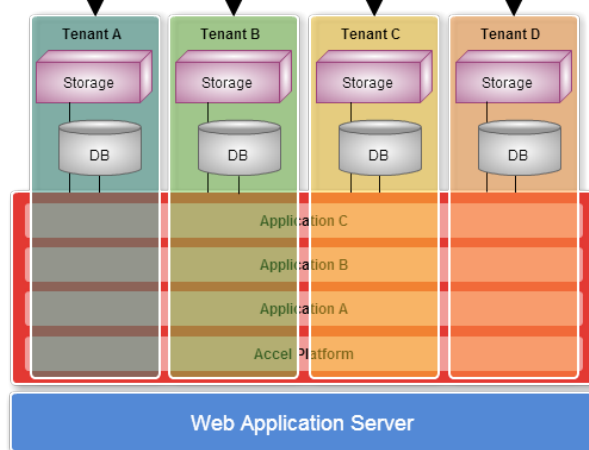 Tenant A
Tenant B
Tenant C
Tenant D
Storage
Storage
Storage
Storage
DB
DB
DB
DB
Application C
Application B
Application A
Accel Platform
Web Application Server